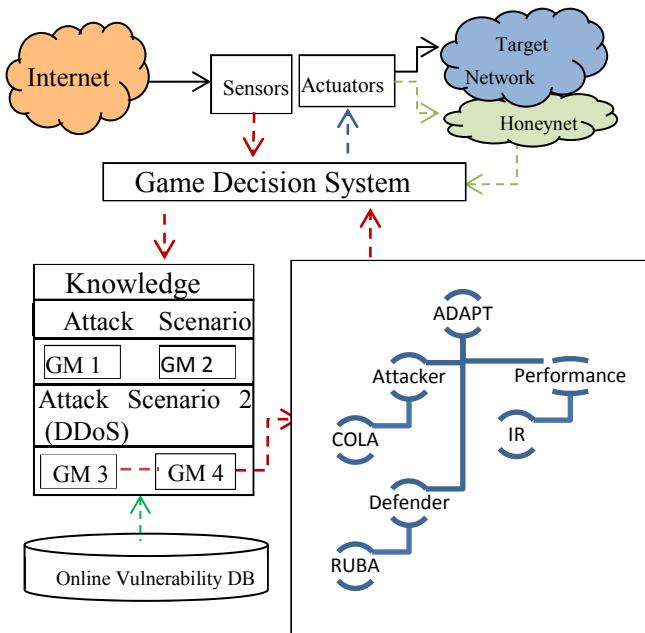 Internet
Sensors
Actuators
Target
Network
Honeynet
Game Decision System
Knowledge
Attack Scenario
GM 1
GM 2
Attack Scenario 2
(DDoS)
GM 3
GM 4
Online Vulnerability DB
ADAPT
Attacker
Performance
COLA
IR
Defender
RUBA